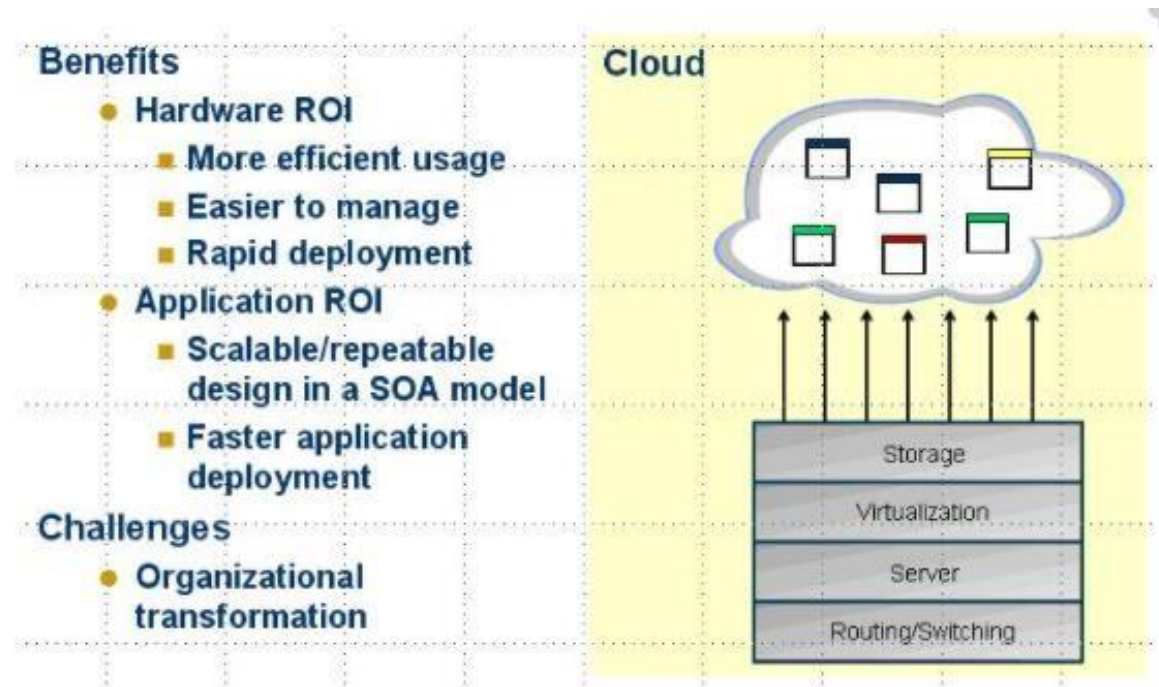 Benefits
Hardware ROI
More efficient usage
Easier to manage
Rapid deployment
Application ROI
Scalable/repeatable
design in a SOA model
Faster application
deployment
Challenges
Organizational
transformation
Cloud
Storage
Virtualization
Server
Routing/Switching